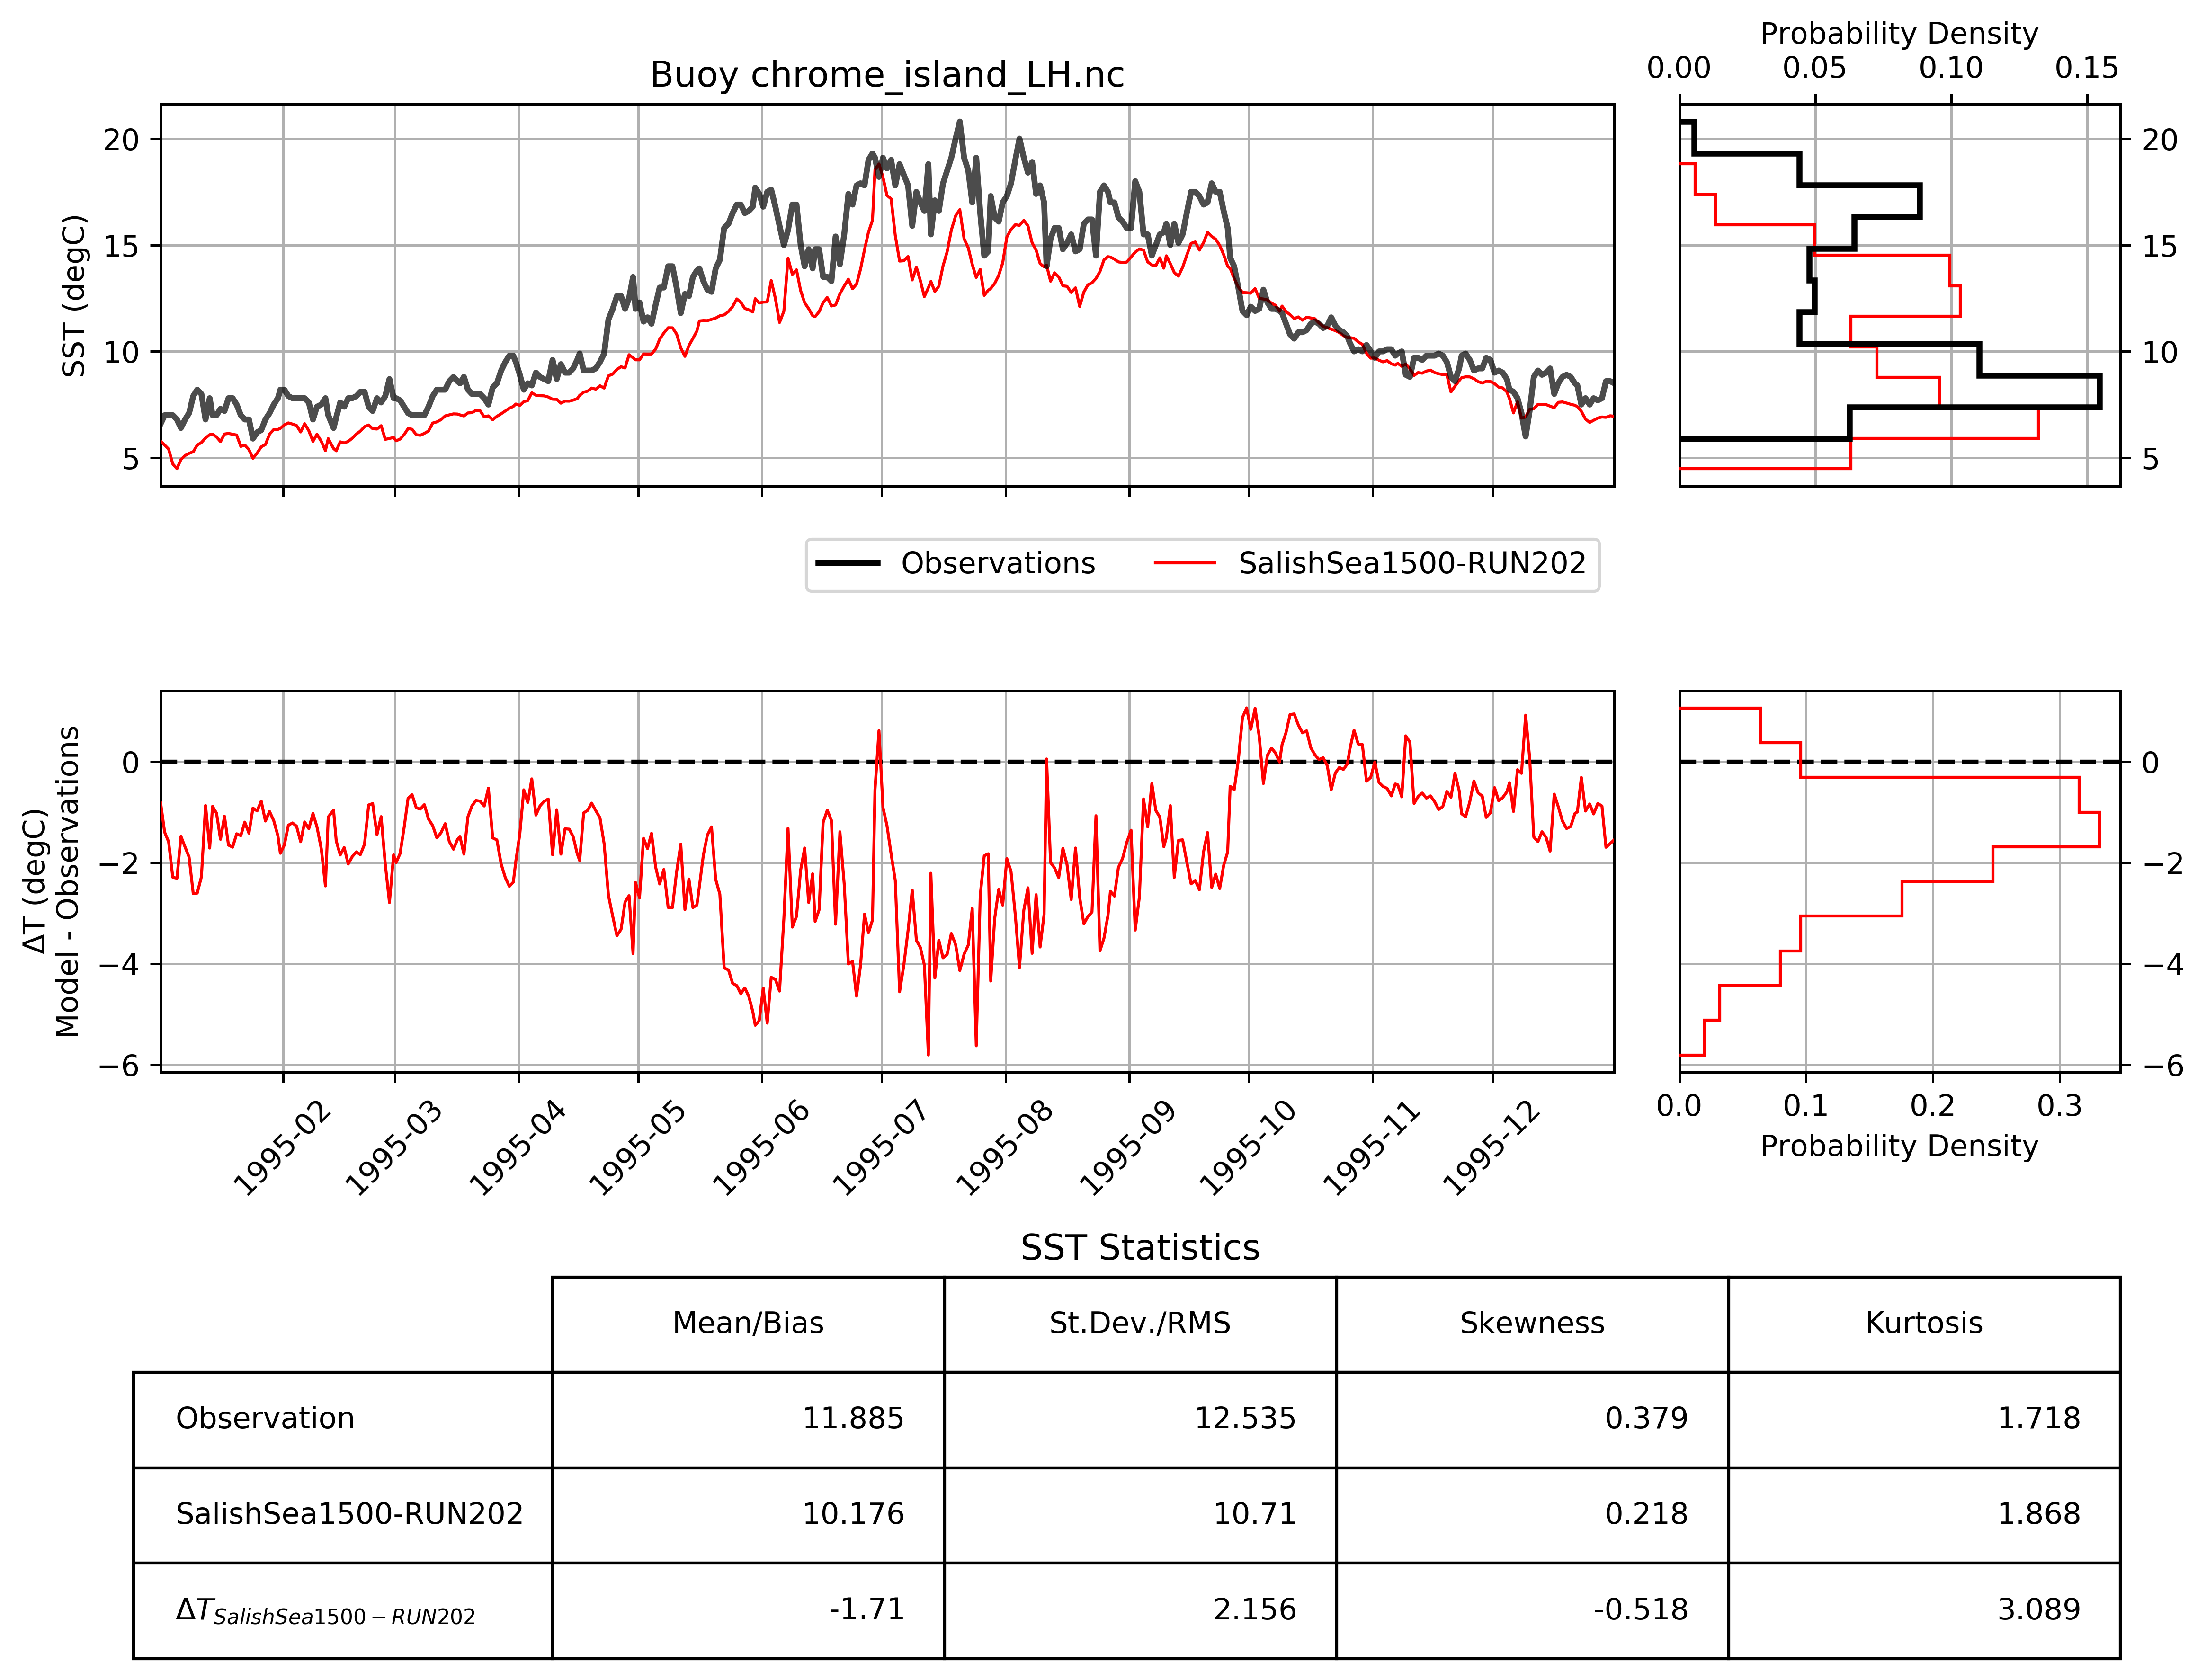 Probability Density
0.00 0.05 0.10 0.15
Buoy chrome_island_LH.nc
20
15
10
5
SST (degC)
20
15
10
5
Observations
SalishSea1500-RUN202
0
−2
−4
−6
ΔT (degC)
Model - Observations
0
−2
−4
−6
1995-02 1995-03 1995-04 1995-05 1995-06 1995-07 1995-08 1995-09 1995-10 1995-11 1995-12
0.0 0.1 0.2 0.3
Probability Density
SST Statistics
Mean/Bias St.Dev./RMS Skewness Kurtosis
Observation 11.885 12.535 0.379 1.718
SalishSea1500-RUN202 10.176 10.71 0.218 1.868
ΔT SalishSea1500−RUN202 -1.71 2.156 -0.518 3.089